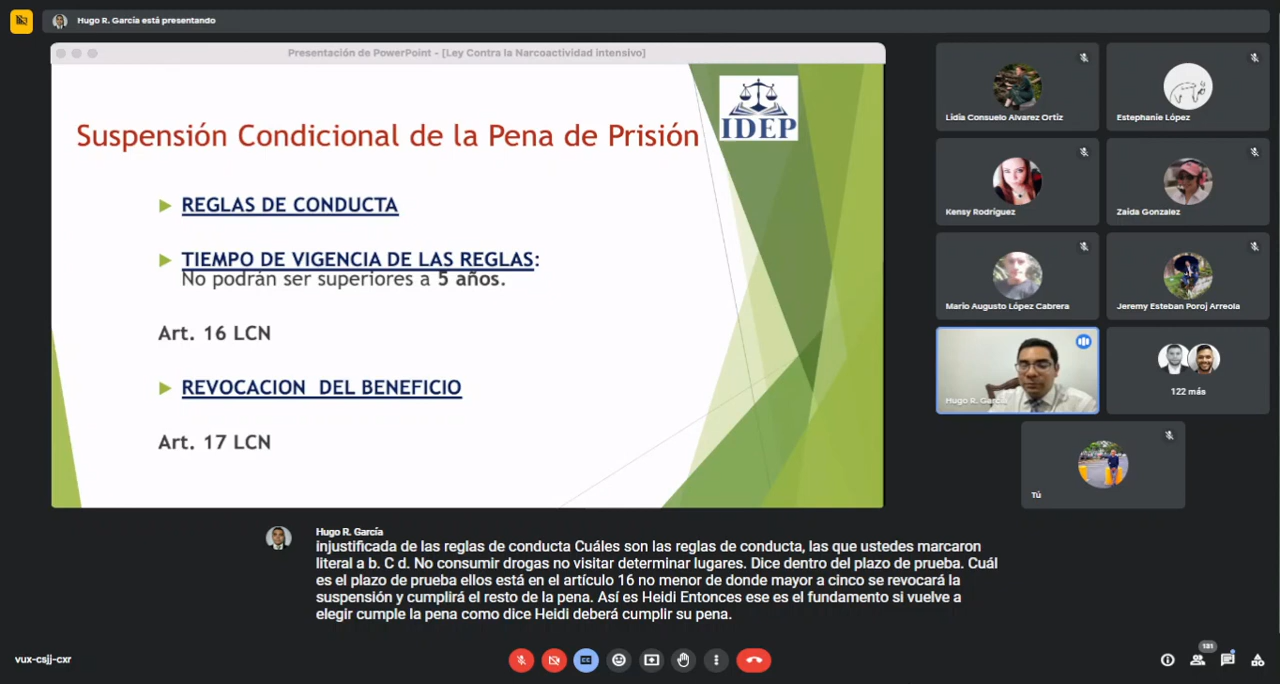 Hugo R. García está presentando
Presentación de PowerPoint - [Ley Contra la Narcoactividad intensivo]
IDEP
Suspensión Condicional de la Pena de Prisión
REGLAS DE CONDUCTA
TIEMPO DE VIGENCIA DE LAS REGLAS:
No podrán ser superiores a 5 años.
Art. 16 LCN
REVOCACION DEL BENEFICIO
Art. 17 LCN
Lidia Consuelo Alvarez Ortiz
Estephanie López
Kensy Rodríguez
Zaida Gonzalez
Mario Augusto López Cabrera
Jeremy Esteban Poroj Arreola
Hugo R. García
122 más
Tú
Hugo R. García
injustificada de las reglas de conducta Cuáles son las reglas de conducta, las que ustedes marcaron
literal a b. C d. No consumir drogas no visitar determinar lugares. Dice dentro del plazo de prueba. Cuál
es el plazo de prueba ellos está en el artículo 16 no menor de donde mayor a cinco se revocará la
suspensión y cumplirá el resto de la pena. Así es Heidi Entonces ese es el fundamento si vuelve a
elegir cumple la pena como dice Heidi deberá cumplir su pena.
vux-csjj-cxr
131